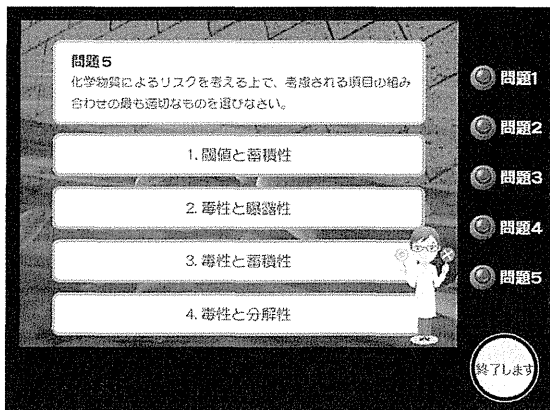 問題5
化学物質によるリスクを考える上で、考慮される項目の組み
合わせの最も適切なものを選びなさい。
1. 閾値と蓄積性
2. 毒性と曝露性
3. 毒性と蓄積性
4. 毒性と分解性
問題1
問題2
問題3
問題4
問題5
終了します